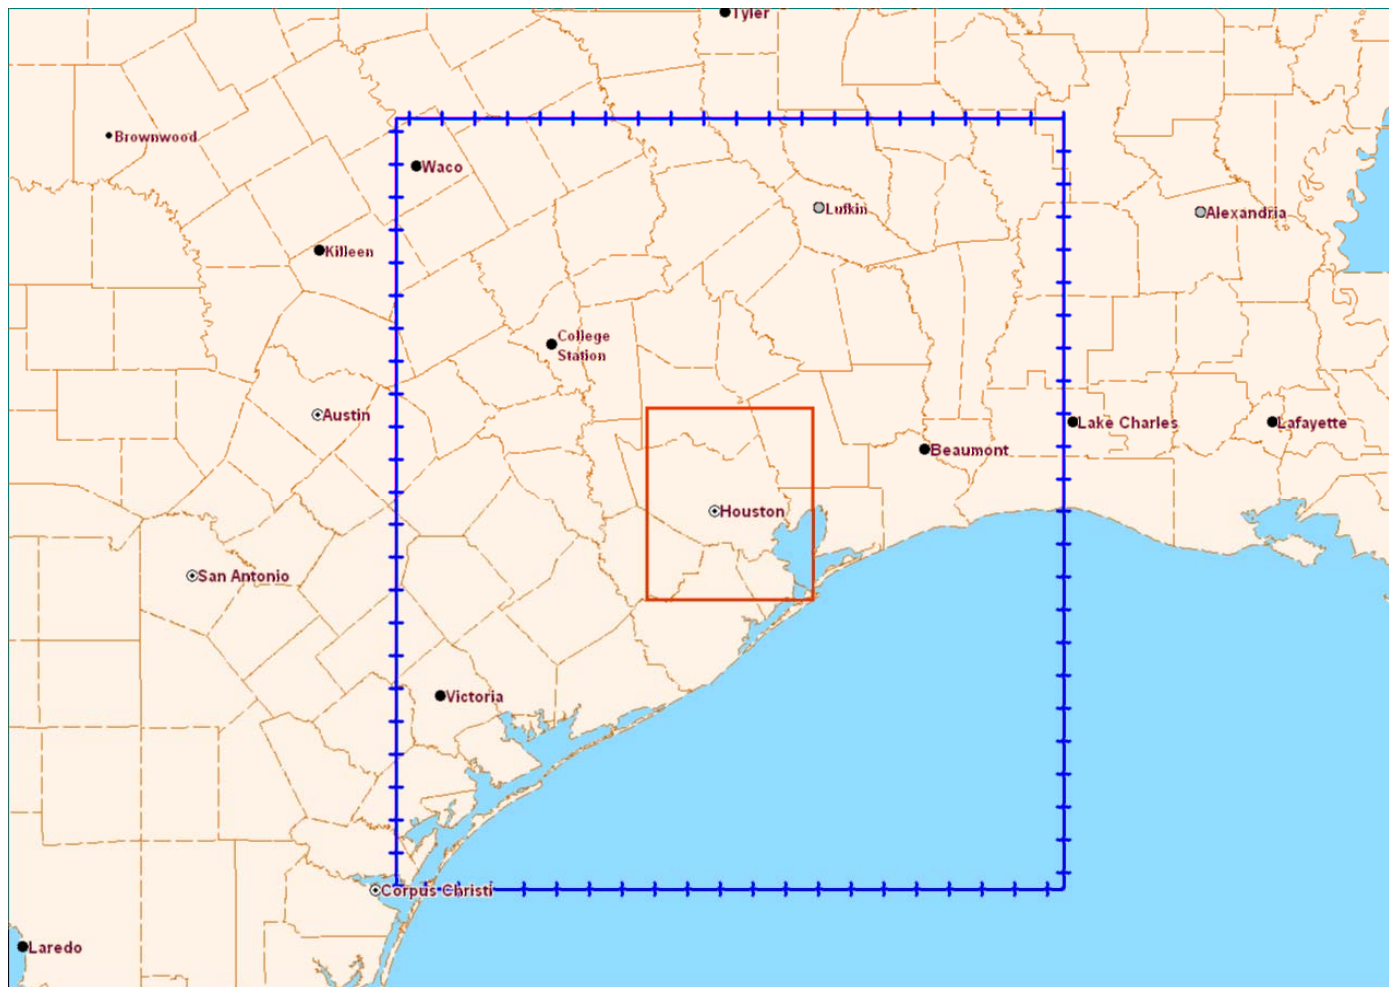 Tyler
Brownwood
Waco
Lufkin
Alexandria
Killeen
College
Station
Austin
Lake Charles
Lafayette
Beaumont
Houston
San Antonio
Victoria
Corpus Christi
Laredo